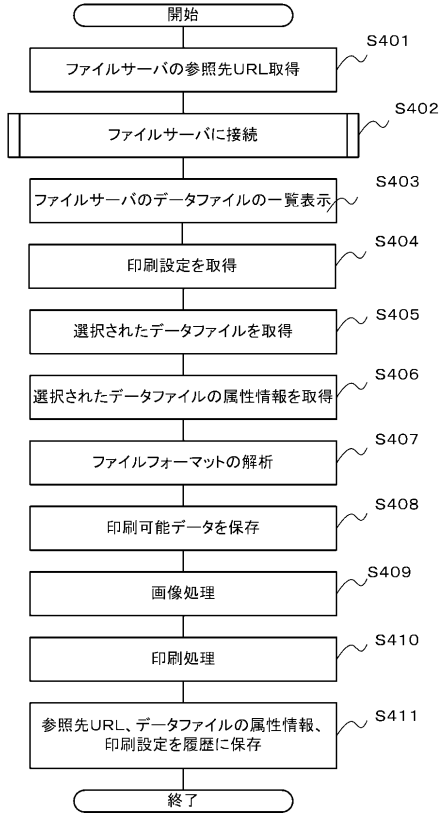 開始
S401
ファイルサーバの参照先URL取得
S402
ファイルサーバに接続
S403
ファイルサーバのデータファイルの一覧表示
S404
印刷設定を取得
S405
選択されたデータファイルを取得
S406
選択されたデータファイルの属性情報を取得
S407
ファイルフォーマットの解析
S408
印刷可能データを保存
S409
画像処理
S410
印刷処理
S411
参照先URL、データファイルの属性情報、
印刷設定を履歴に保存
終了